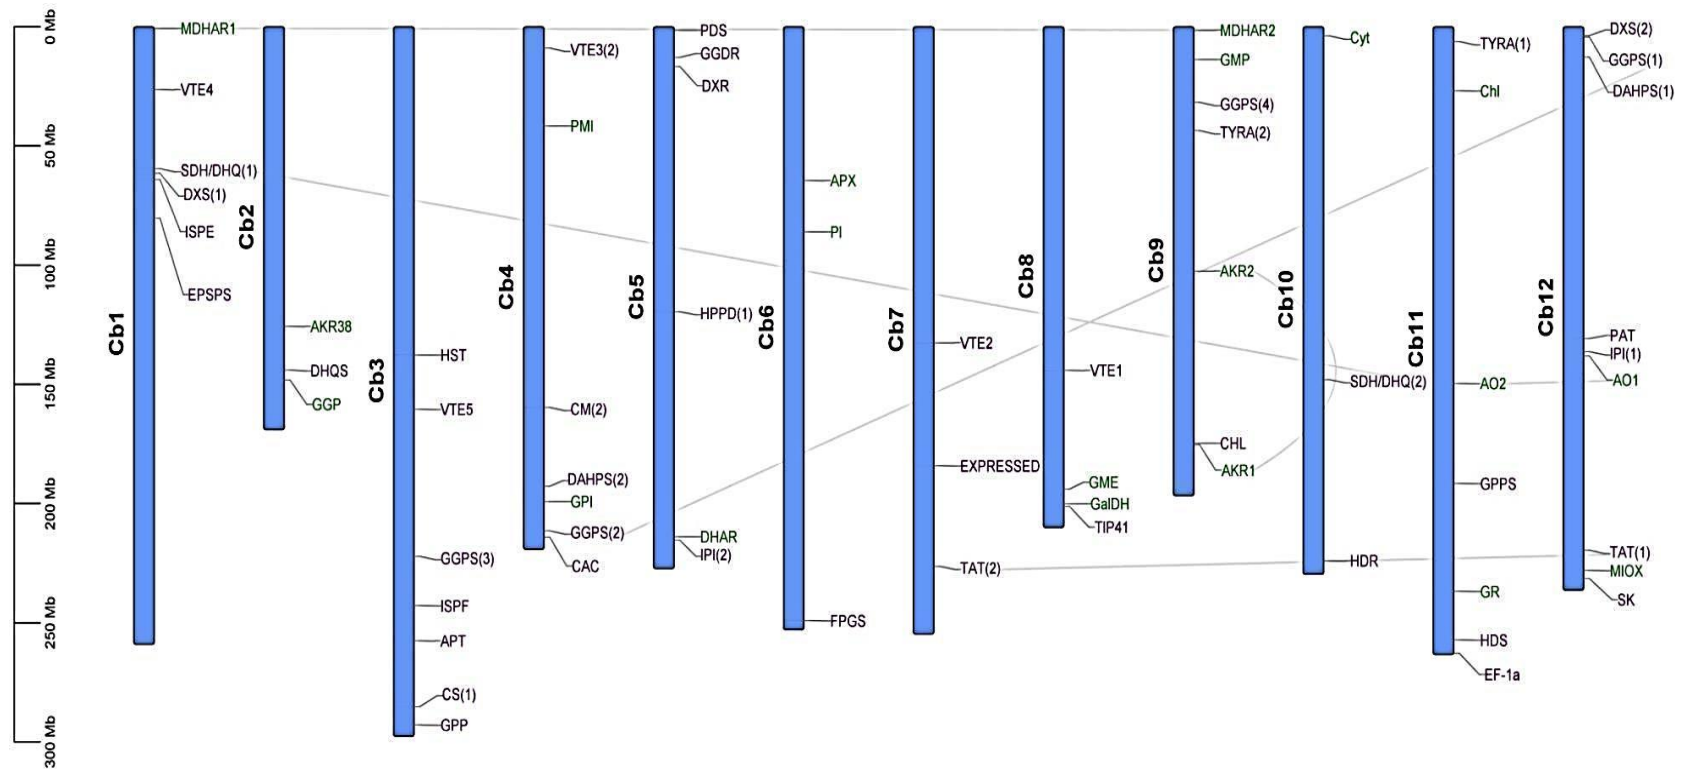 0 Mb
50 Mb
100 Mb
150 Mb
200 Mb
250 Mb
300 Mb
Cb1
MDHAR1
VTE4
SDH/DHQ(1)
DXS(1)
ISPE
EPSPS
Cb2
AKR38
DHQS
GGP
Cb3
HST
VTE5
GGPS(3)
ISPF
APT
CS(1)
GPP
Cb4
VTE3(2)
PMI
CM(2)
DAHPS(2)
GPI
GGPS(2)
CAC
Cb5
PDS
GGDR
DXR
HPPD(1)
DHAR
IPI(2)
Cb6
APX
PI
FPGS
Cb7
VTE2
EXPRESSED
TAT(2)
Cb8
VTE1
GME
GalDH
TIP41
Cb9
MDHAR2
GMP
GGPS(4)
TYRA(2)
AKR2
CHL
AKR1
Cb10
Cyt
SDH/DHQ(2)
HDR
Cb11
TYRA(1)
Chl
AO2
GPPS
GR
HDS
EF-1a
Cb12
DXS(2)
GGPS(1)
DAHPS(1)
PAT
IPI(1)
AO1
TAT(1)
MIOX
SK